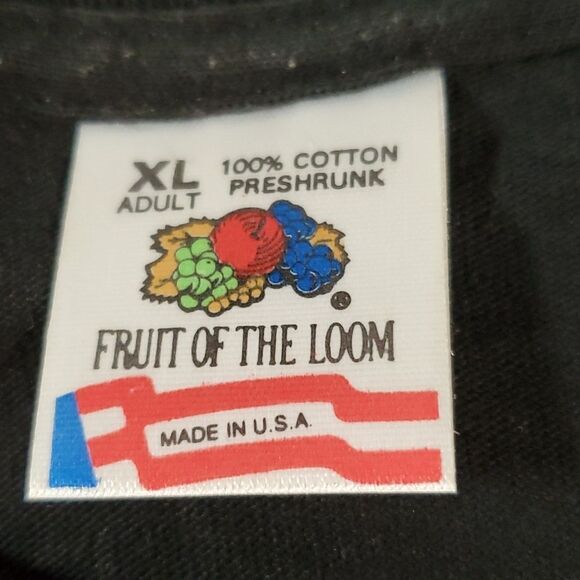 XL 100% COTTON
ADULT PRESHRUNK
®
FRUIT OF THE LOOM
MADE IN U.S.A.